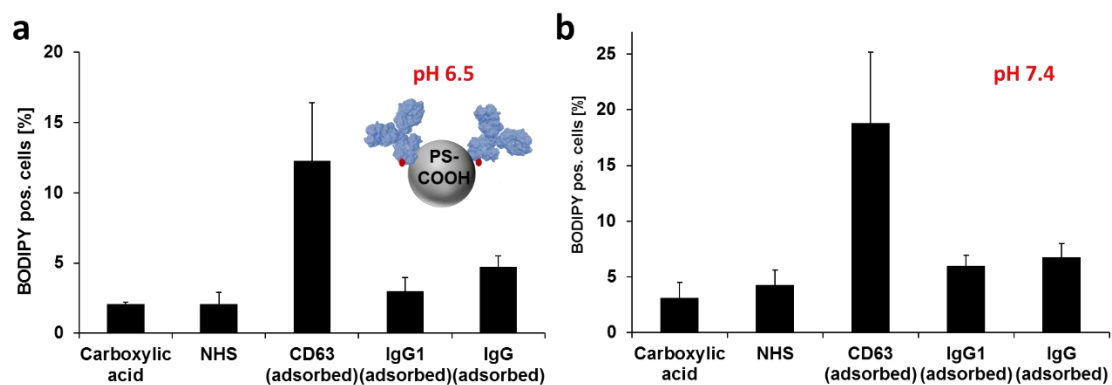 a
pH 6.5
BODIPY pos. cells [%]
20
15
10
5
0
PS-
COOH
Carboxylic
acid
NHS
CD63
(adsorbed)
IgG1
(adsorbed)
IgG
(adsorbed)
b
pH 7.4
BODIPY pos. cells [%]
25
20
15
10
5
0
Carboxylic
acid
NHS
CD63
(adsorbed)
IgG1
(adsorbed)
IgG
(adsorbed)